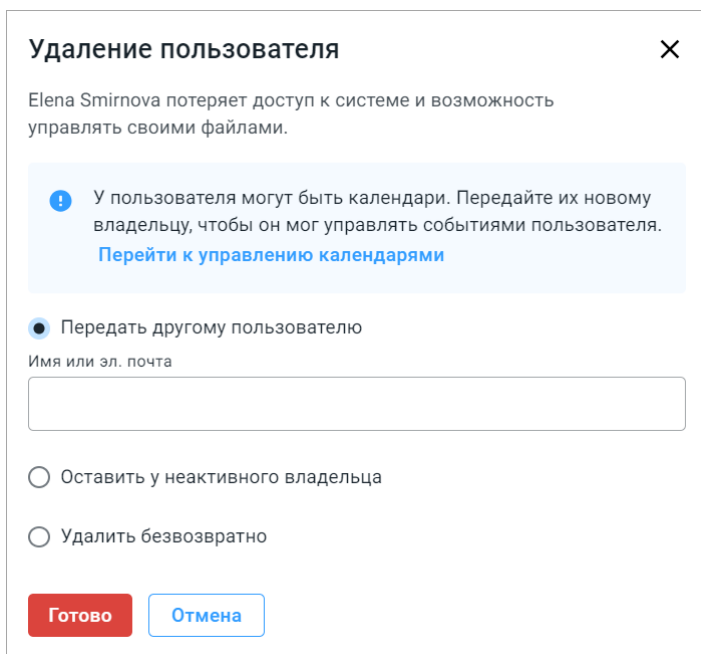 Удаление пользователя
Elena Smirnova потеряет доступ к системе и возможность
управлять своими файлами.
У пользователя могут быть календари. Передайте их новому
владельцу, чтобы он мог управлять событиями пользователя.
Перейти к управлению календарями
Передать другому пользователю
Имя или эл. почта
Оставить у неактивного владельца
Удалить безвозвратно
Готово Отмена